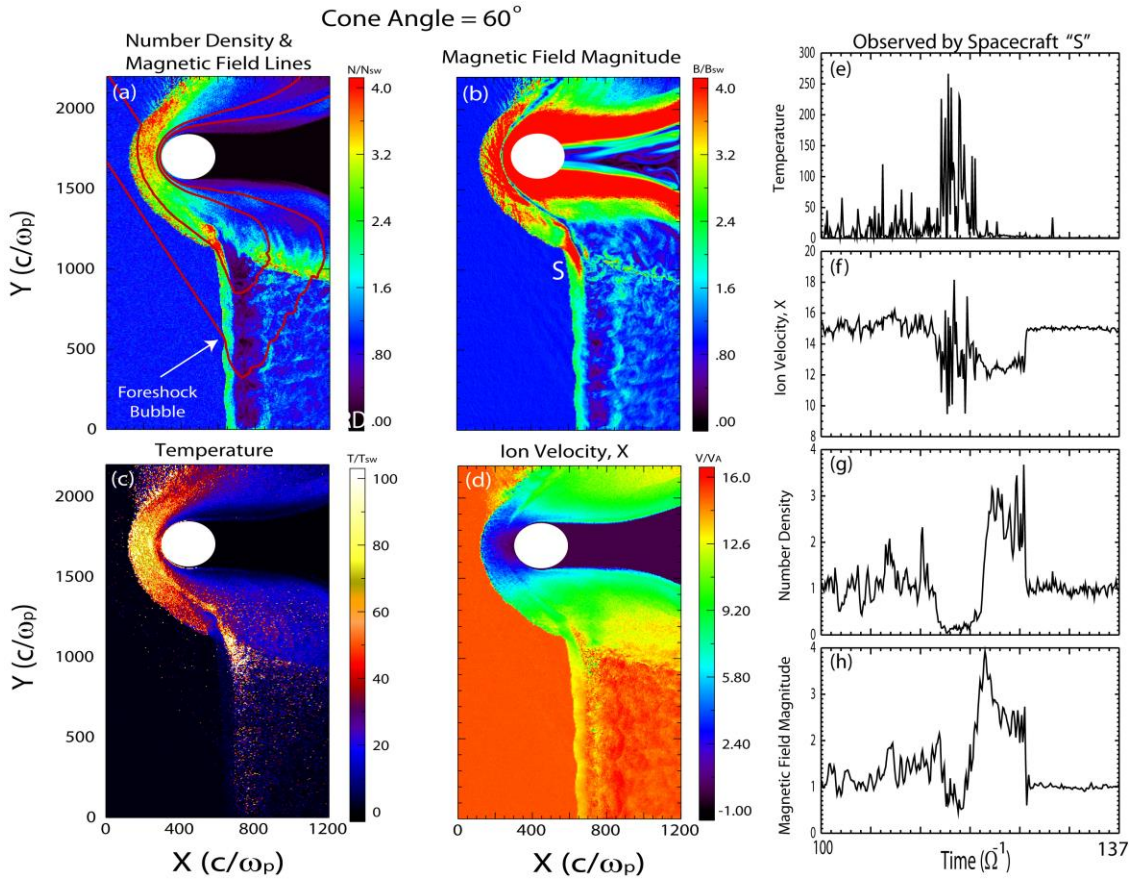 Cone Angle = 60°
Number Density &
Magnetic Field Lines
N/Nsw
(a)
4.0
3.2
2.4
1.6
.80
.00
2000
1500
1000
500
0
Y (c/ωp)
Foreshock
Bubble
RD
Magnetic Field Magnitude
B/Bsw
(b)
S
4.0
3.2
2.4
1.6
.80
.00
Temperature
T/Tsw
(c)
100
80
60
40
20
0
2000
1500
1000
500
0
Y (c/ωp)
0
400
800
1200
X (c/ωp)
Ion Velocity, X
V/VA
(d)
16.0
12.6
9.20
5.80
2.40
-1.00
0
400
800
1200
X (c/ωp)
Observed by Spacecraft “S”
(e)
300
250
200
150
100
50
0
Temperature
(f)
20
18
16
14
12
10
8
Ion Velocity, X
(g)
4
3
2
1
0
Number Density
(h)
4
3
2
1
0
Magnetic Field Magnitude
100
Time (Ω⁻¹)
137